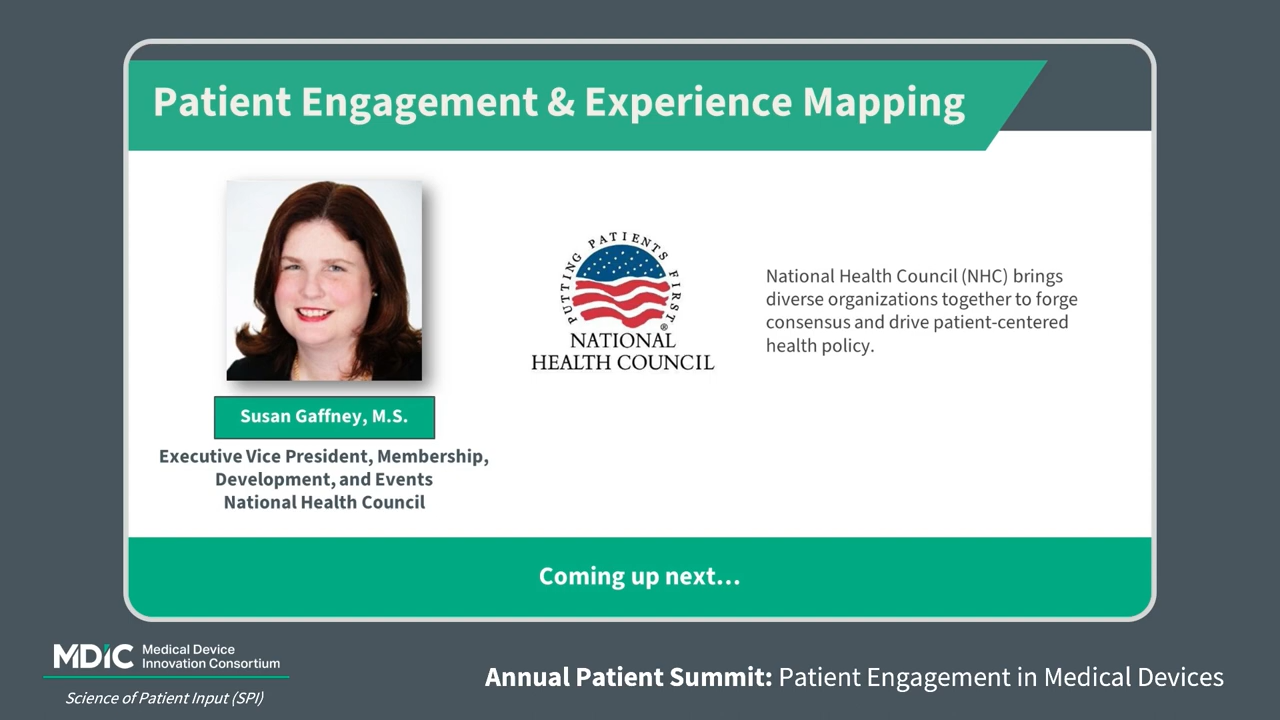 Patient Engagement & Experience Mapping
PUTTING PATIENTS FIRST
®
NATIONAL
HEALTH COUNCIL
National Health Council (NHC) brings
diverse organizations together to forge
consensus and drive patient-centered
health policy.
Susan Gaffney, M.S.
Executive Vice President, Membership,
Development, and Events
National Health Council
Coming up next...
MDIC
Medical Device
Innovation Consortium
Science of Patient Input (SPI)
Annual Patient Summit: Patient Engagement in Medical Devices